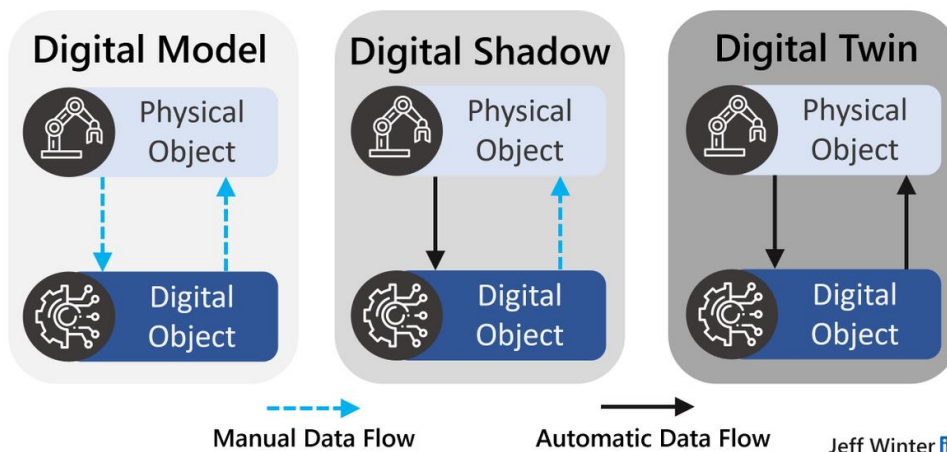 Digital Model
Physical
Object
Digital
Object
Digital Shadow
Physical
Object
Digital
Object
Digital Twin
Physical
Object
Digital
Object
Manual Data Flow
Automatic Data Flow
Jeff Winter